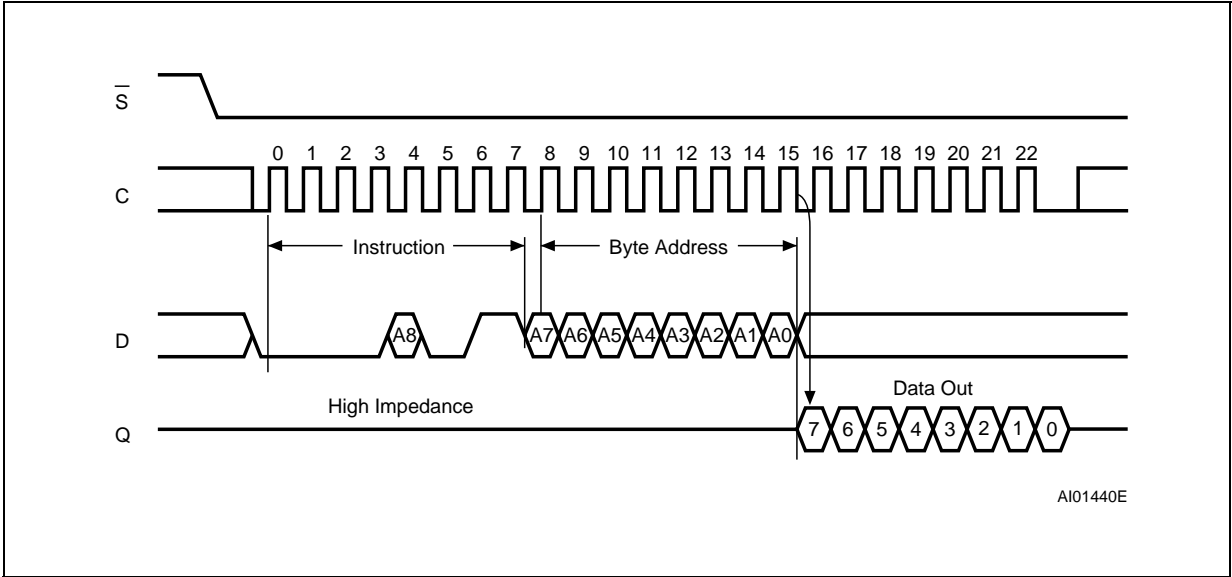 S
0 1 2 3 4 5 6 7 8 9 10 11 12 13 14 15 16 17 18 19 20 21 22
C
Instruction Byte Address
D A8 A7 A6 A5 A4 A3 A2 A1 A0
High Impedance Data Out
Q 7 6 5 4 3 2 1 0
AI01440E